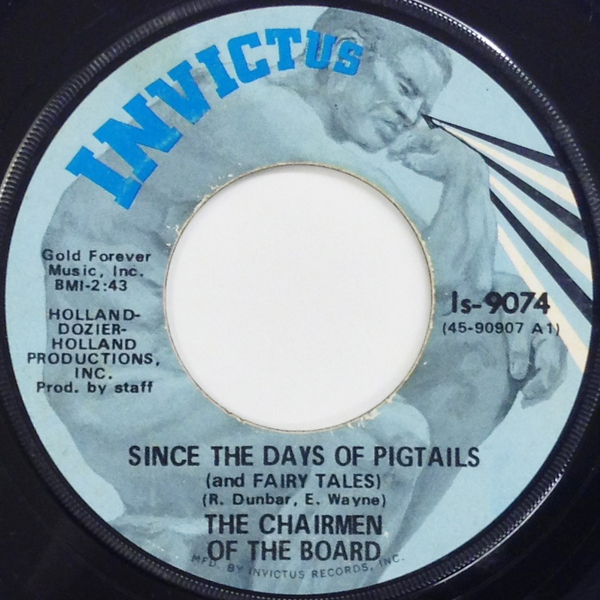 INVICTUS
Gold Forever
Music, Inc.
BMI-2:43
HOLLAND-
DOZIER-
HOLLAND
PRODUCTIONS,
INC.
Prod. by staff
Is-9074
(45-90907 A1)
SINCE THE DAYS OF PIGTAILS
(and FAIRY TALES)
(R. Dunbar, E. Wayne)
THE CHAIRMEN
OF THE BOARD
MFD. BY INVICTUS RECORDS, INC.